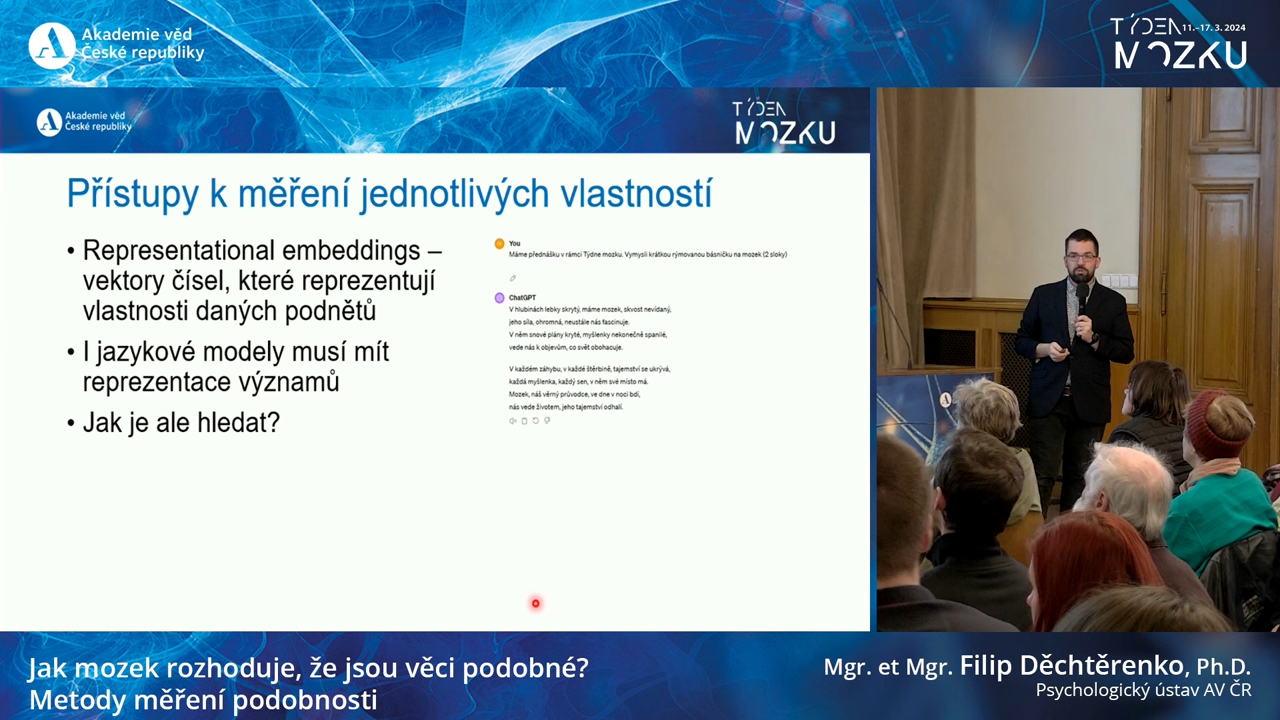 Akademie věd
České republiky
TÝDEN 11.–17. 3. 2024
MOZKU
Akademie věd
České republiky
TÝDEN
MOZKU
Přístupy k měření jednotlivých vlastností
• Representational embeddings –
vektory čísel, které reprezentují
vlastnosti daných podnětů
• I jazykové modely musí mít
reprezentace významů
• Jak je ale hledat?
You
Máme přednášku v rámci Týdne mozku. Vymysli krátkou rýmovanou básničku na mozek (2 sloky)
ChatGPT
V hlubinách lebky skrytý, máme mozek, skvost nevídaný,
jeho síla, ohromná, neustále nás fascinuje.
V něm snové plány kryté, myšlenky nekonečně spanilé,
vede nás k objevům, co svět obohacuje.
V každém záhybu, v každé štěrbině, tajemství se ukrývá,
každá myšlenka, každý sen, v něm své místo má.
Mozek, náš věrný průvodce, ve dne v noci bdí,
nás vede životem, jeho tajemství odhalí.
Jak mozek rozhoduje, že jsou věci podobné?
Metody měření podobnosti
Mgr. et Mgr. Filip Děchtěrenko, Ph.D.
Psychologický ústav AV ČR